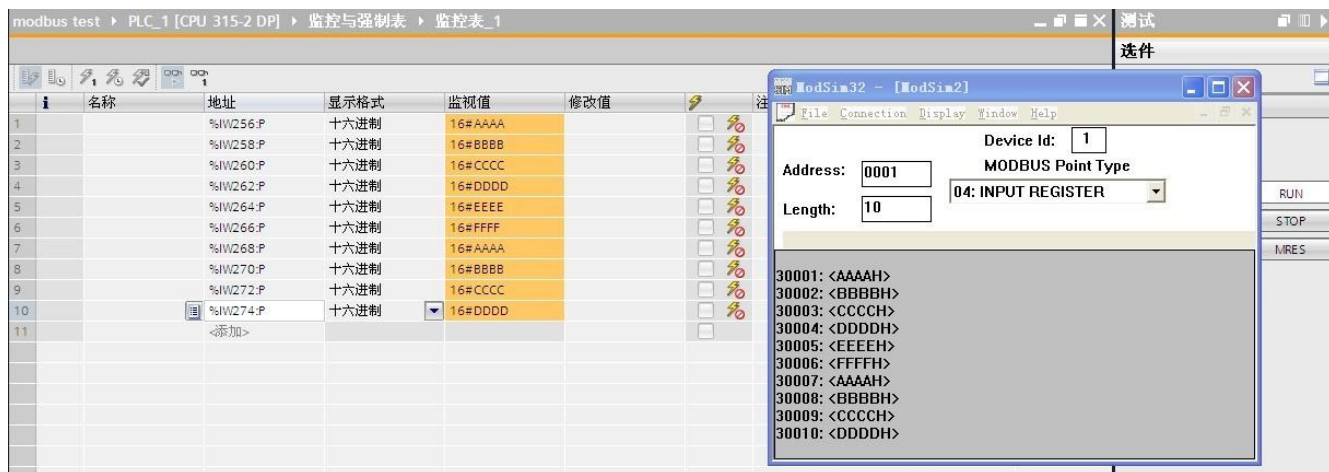 modbus test ▸ PLC_1 [CPU 315-2 DP] ▸ 监控与强制表 ▸ 监控表_1
测试
选件
i 名称 地址 显示格式 监视值 修改值 注
1 %IW256:P 十六进制 16#AAAA
2 %IW258:P 十六进制 16#BBBB
3 %IW260:P 十六进制 16#CCCC
4 %IW262:P 十六进制 16#DDDD
5 %IW264:P 十六进制 16#EEEE
6 %IW266:P 十六进制 16#FFFF
7 %IW268:P 十六进制 16#AAAA
8 %IW270:P 十六进制 16#BBBB
9 %IW272:P 十六进制 16#CCCC
10 %IW274:P 十六进制 16#DDDD
11 <添加>
ModSim32 - [ModSim2]
File Connection Display Window Help
Device Id: 1
Address: 0001
MODBUS Point Type
04: INPUT REGISTER
Length: 10
30001: <AAAAH>
30002: <BBBBH>
30003: <CCCCH>
30004: <DDDDH>
30005: <EEEEH>
30006: <FFFFH>
30007: <AAAAH>
30008: <BBBBH>
30009: <CCCCH>
30010: <DDDDH>
RUN
STOP
MRES